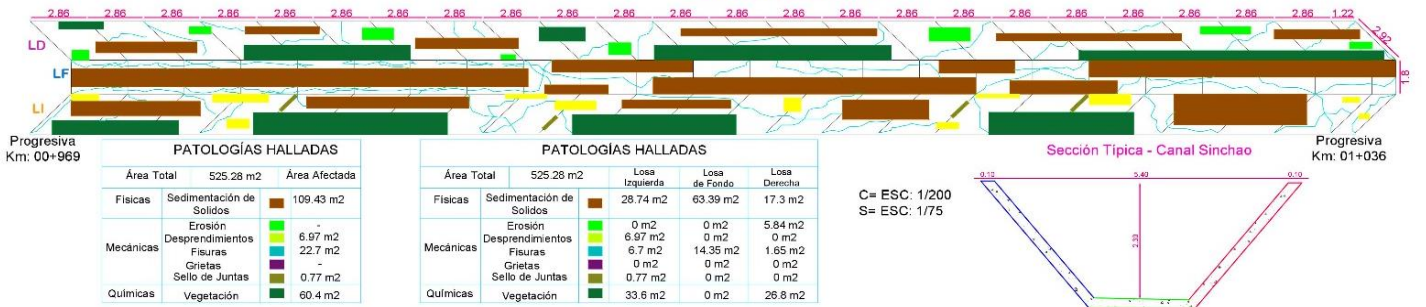 2.86 2.86 2.86 2.86 2.86 2.86 2.86 2.86 2.86 2.86 2.86 2.86 2.86 2.86 2.86 2.86 2.86 2.86 2.86 2.86 2.86 2.86 2.86 1.22
LD
2.92
LF
1.8
LI
Progresiva
Km: 00+969
Progresiva
Km: 01+036
PATOLOGÍAS HALLADAS
Área Total 525.28 m2 Área Afectada
Físicas Sedimentación de Solidos 109.43 m2
Mecánicas Erosión -
Desprendimientos 6.97 m2
Fisuras 22.7 m2
Grietas -
Sello de Juntas 0.77 m2
Químicas Vegetación 60.4 m2
PATOLOGÍAS HALLADAS
Área Total 525.28 m2 Losa Izquierda Losa de Fondo Losa Derecha
Físicas Sedimentación de Solidos 28.74 m2 63.39 m2 17.3 m2
Mecánicas Erosión 0 m2 0 m2 5.84 m2
Desprendimientos 6.97 m2 0 m2 0 m2
Fisuras 6.7 m2 14.35 m2 1.65 m2
Grietas 0 m2 0 m2 0 m2
Sello de Juntas 0.77 m2 0 m2 0 m2
Químicas Vegetación 33.6 m2 0 m2 26.8 m2
C= ESC: 1/200
S= ESC: 1/75
Sección Típica - Canal Sinchao
0.10 5.40 0.10
2.33